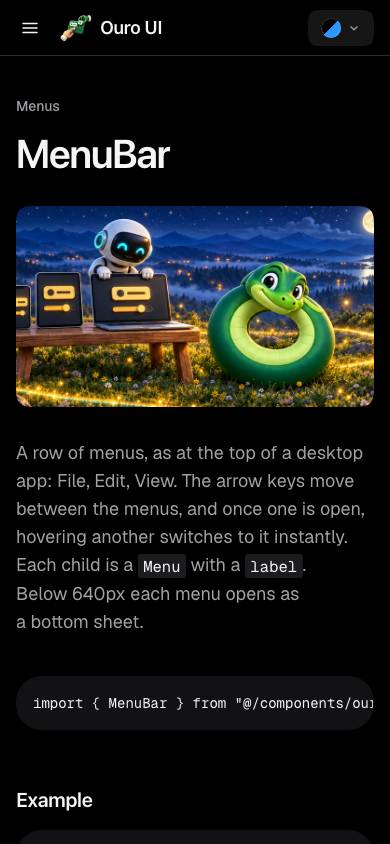 Ouro UI
Menus
MenuBar
A row of menus, as at the top of a desktop
app: File, Edit, View. The arrow keys move
between the menus, and once one is open,
hovering another switches to it instantly.
Each child is a Menu with a label.
Below 640px each menu opens as
a bottom sheet.
import { MenuBar } from "@/components/our
Example